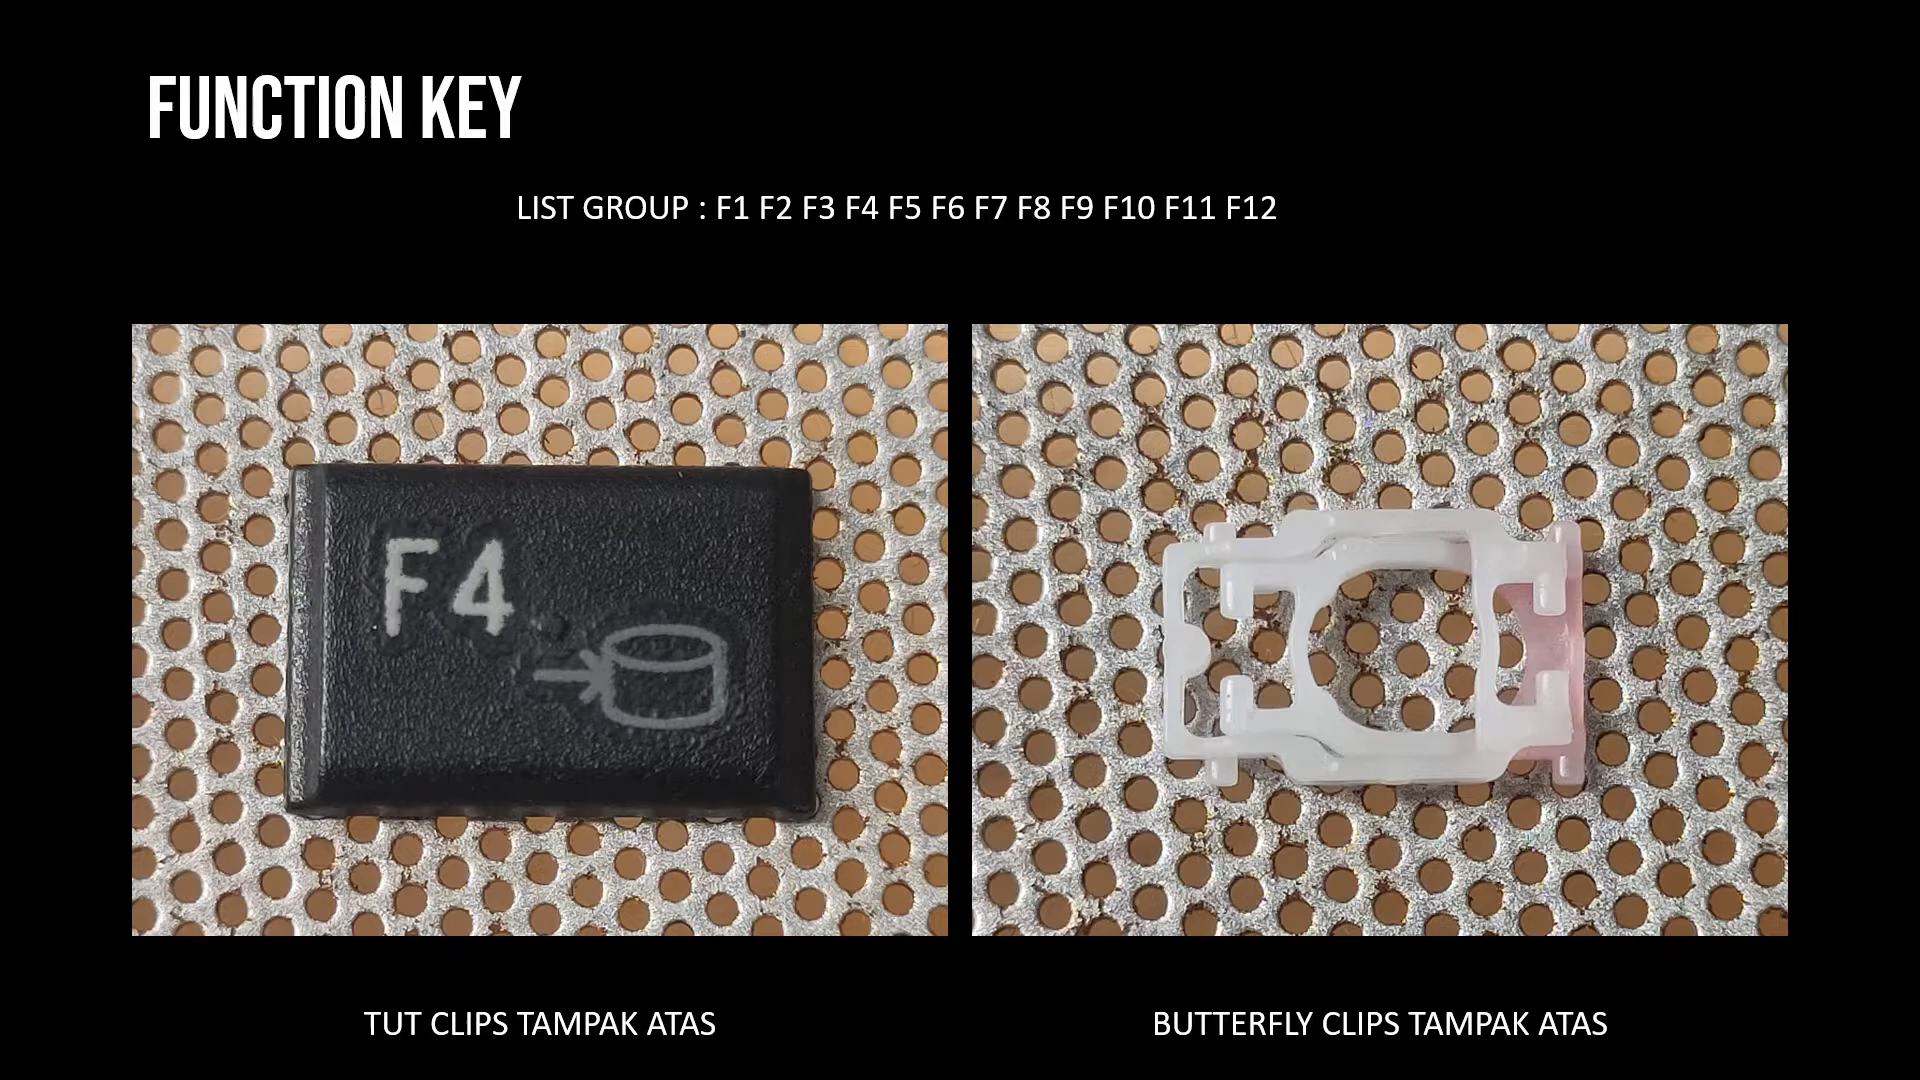 FUNCTION KEY
LIST GROUP : F1 F2 F3 F4 F5 F6 F7 F8 F9 F10 F11 F12
F4
TUT CLIPS TAMPAK ATAS
BUTTERFLY CLIPS TAMPAK ATAS